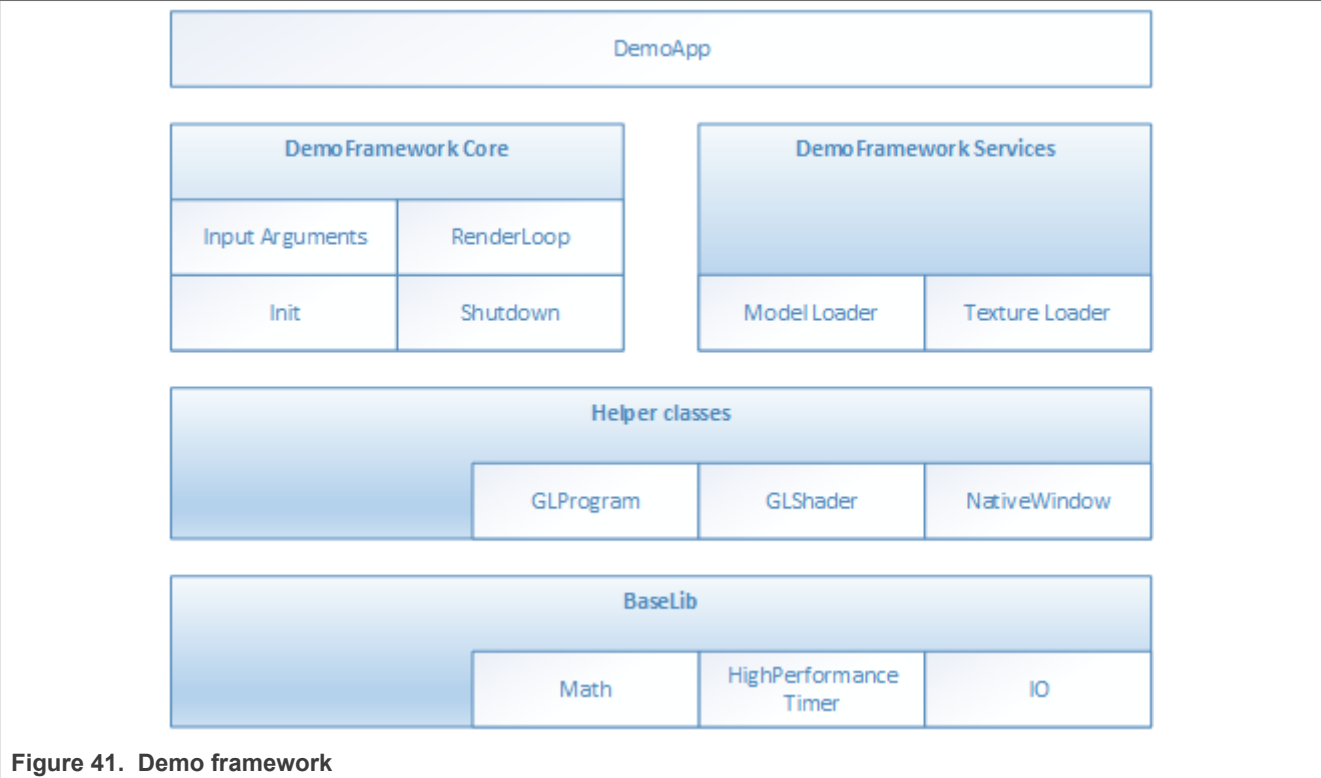 DemoApp
DemoFramework Core
Input Arguments
RenderLoop
Init
Shutdown
DemoFramework Services
Model Loader
Texture Loader
Helper classes
GLProgram
GLShader
NativeWindow
BaseLib
Math
HighPerformance
Timer
IO
Figure 41. Demo framework